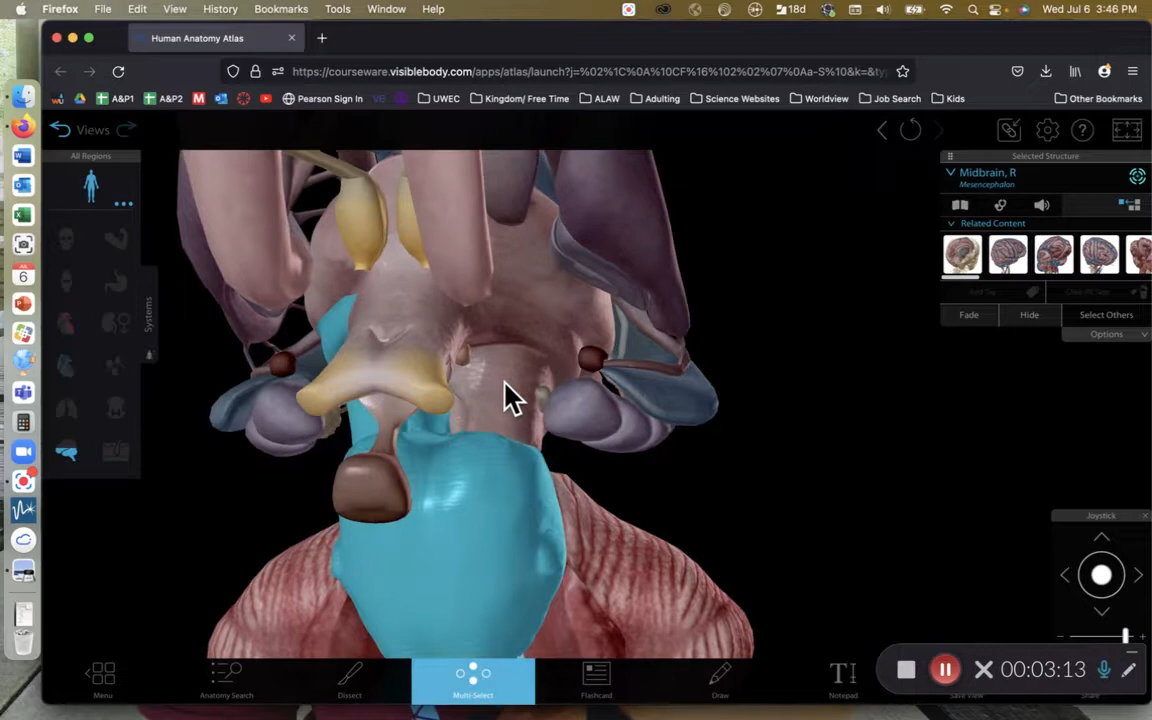 Firefox File Edit View History Bookmarks Tools Window Help 18d Wed Jul 6 3:46 PM
Human Anatomy Atlas
https://courseware.visiblebody.com/apps/atlas/launch?j=%02%1C%0A%10CF%16%102%02%07%0Aa-S%10&k=&ty
A&P1 A&P2 Pearson Sign In UWEC Kingdom/ Free Time ALAW Adulting Science Websites Worldview Job Search Kids Other Bookmarks
Views
All Regions
Systems
Selected Structure
Midbrain, R
Mesencephalon
Related Content
Fade Hide Select Others
Options
Joystick
Menu Anatomy Search Dissect Multi-Select Flashcard Draw Notepad
00:03:13